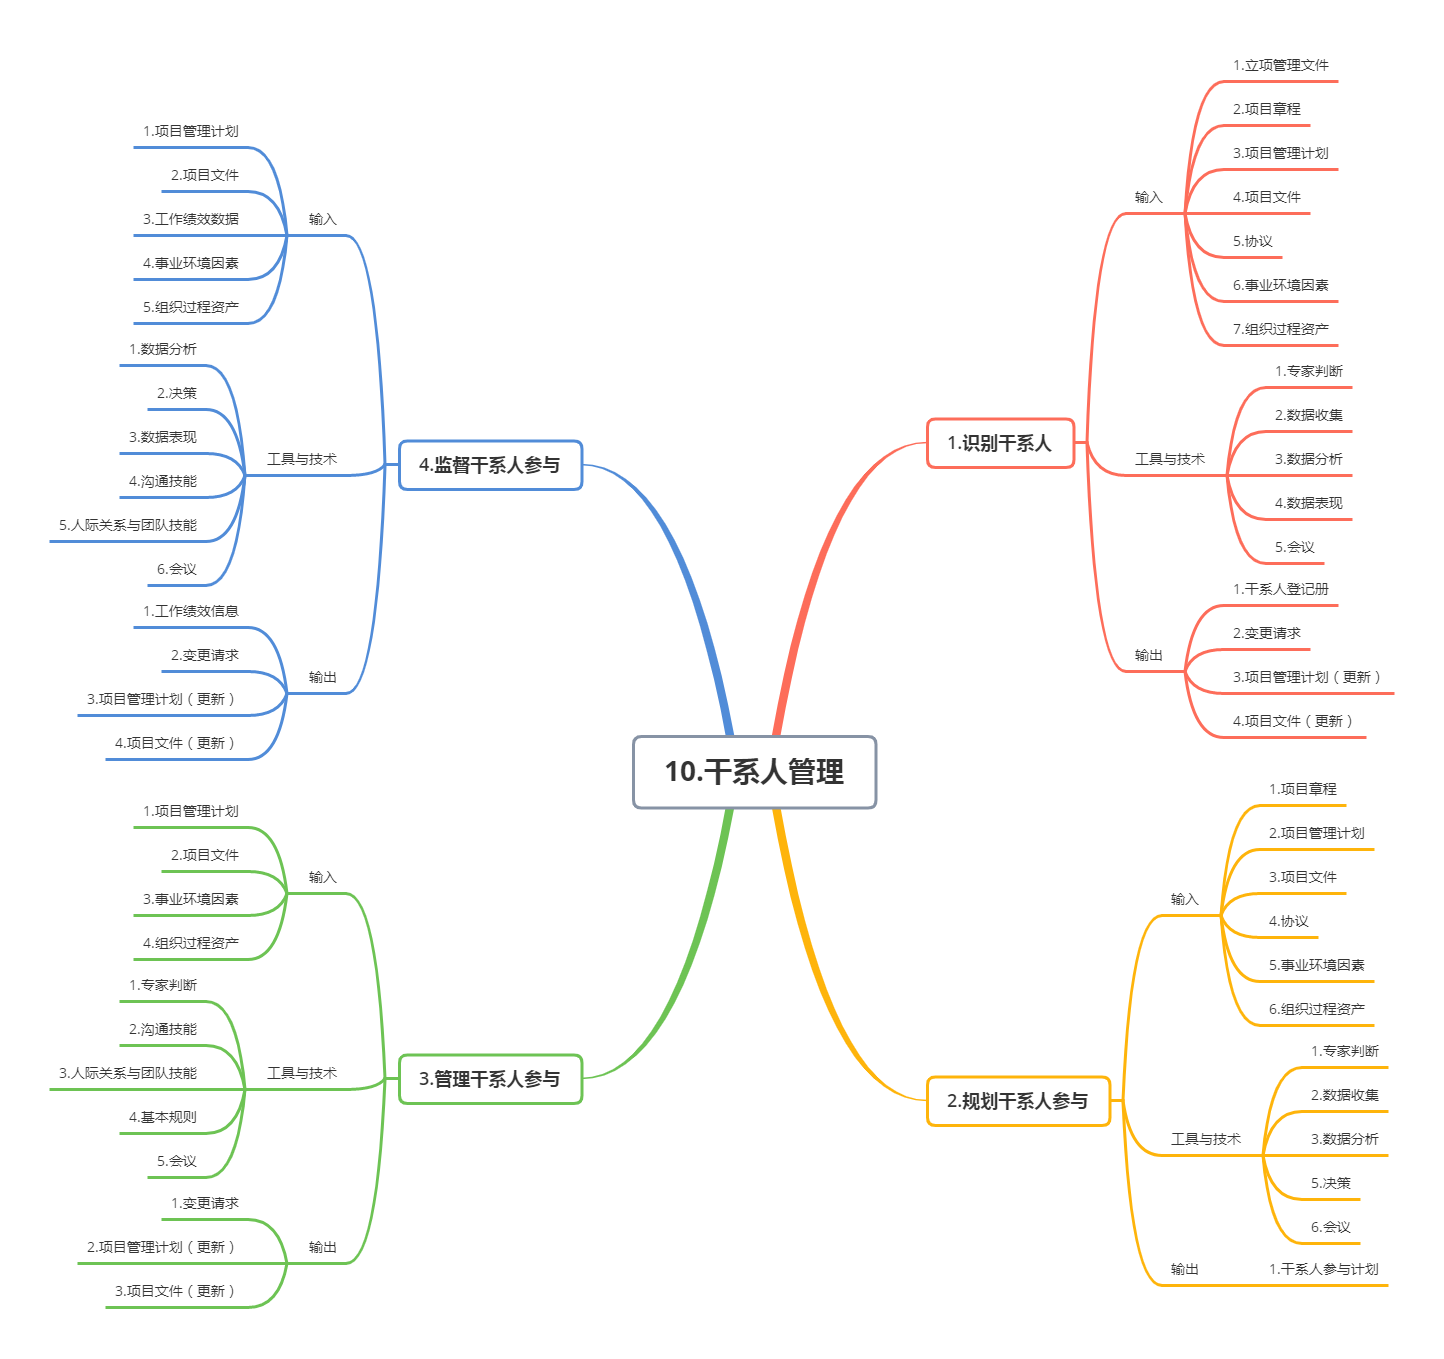 10.干系人管理
1.识别干系人
输入
1.立项管理文件
2.项目章程
3.项目管理计划
4.项目文件
5.协议
6.事业环境因素
7.组织过程资产
工具与技术
1.专家判断
2.数据收集
3.数据分析
4.数据表现
5.会议
输出
1.干系人登记册
2.变更请求
3.项目管理计划（更新）
4.项目文件（更新）
2.规划干系人参与
输入
1.项目章程
2.项目管理计划
3.项目文件
4.协议
5.事业环境因素
6.组织过程资产
工具与技术
1.专家判断
2.数据收集
3.数据分析
5.决策
6.会议
输出
1.干系人参与计划
3.管理干系人参与
输入
1.项目管理计划
2.项目文件
3.事业环境因素
4.组织过程资产
工具与技术
1.专家判断
2.沟通技能
3.人际关系与团队技能
4.基本规则
5.会议
输出
1.变更请求
2.项目管理计划（更新）
3.项目文件（更新）
4.监督干系人参与
输入
1.项目管理计划
2.项目文件
3.工作绩效数据
4.事业环境因素
5.组织过程资产
工具与技术
1.数据分析
2.决策
3.数据表现
4.沟通技能
5.人际关系与团队技能
6.会议
输出
1.工作绩效信息
2.变更请求
3.项目管理计划（更新）
4.项目文件（更新）